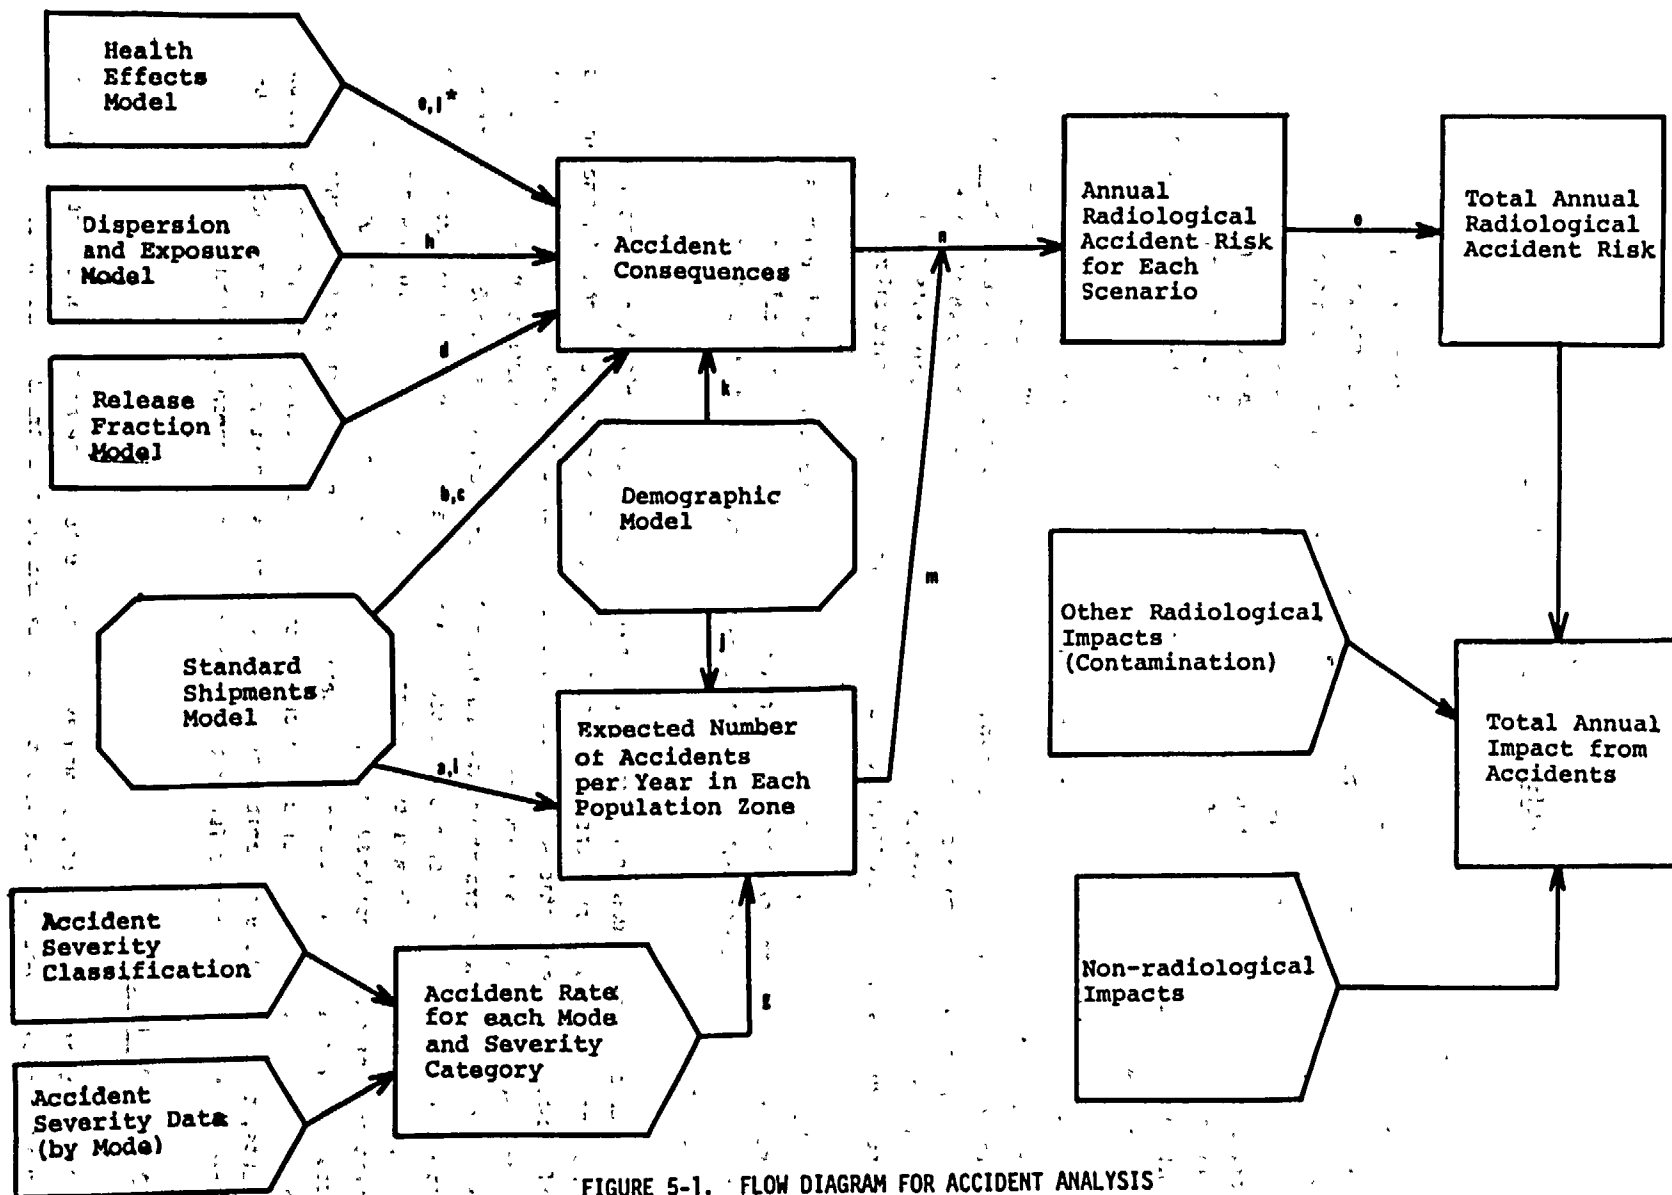 Health
Effects
Model
Dispersion
and Exposure
Model
Release
Fraction
Model
h
d
b,c
k
Accident
Consequences
n
Annual
Radiological
Accident Risk
for Each
Scenario
Total Annual
Radiological
Accident Risk
Demographic
Model
j
m
Standard
Shipments
Model
Expected Number
of Accidents
per Year in Each
Population Zone
g
Accident
Severity
Classification
Accident
Severity Data
(by Mode)
Accident Rate
for each Mode
and Severity
Category
Other Radiological
Impacts
(Contamination)
Total Annual
Impact from
Accidents
Non-radiological
Impacts
FIGURE 5-1. FLOW DIAGRAM FOR ACCIDENT ANALYSIS